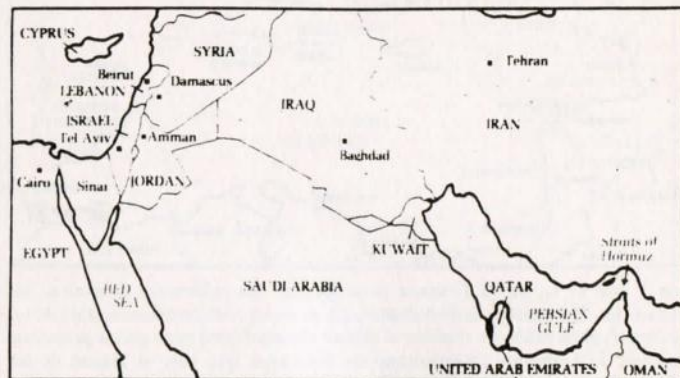 CYPRUS
SYRIA
Beirut
Damascus
Tehran
LEBANON
IRAQ
ISRAEL
IRAN
Tel Aviv
Amman
Baghdad
Cairo
Sinai
JORDAN
KUWAIT
Straits of
Hormuz
EGYPT
RED
SEA
SAUDI ARABIA
QATAR
PERSIAN
GULF
UNITED ARAB EMIRATES
OMAN